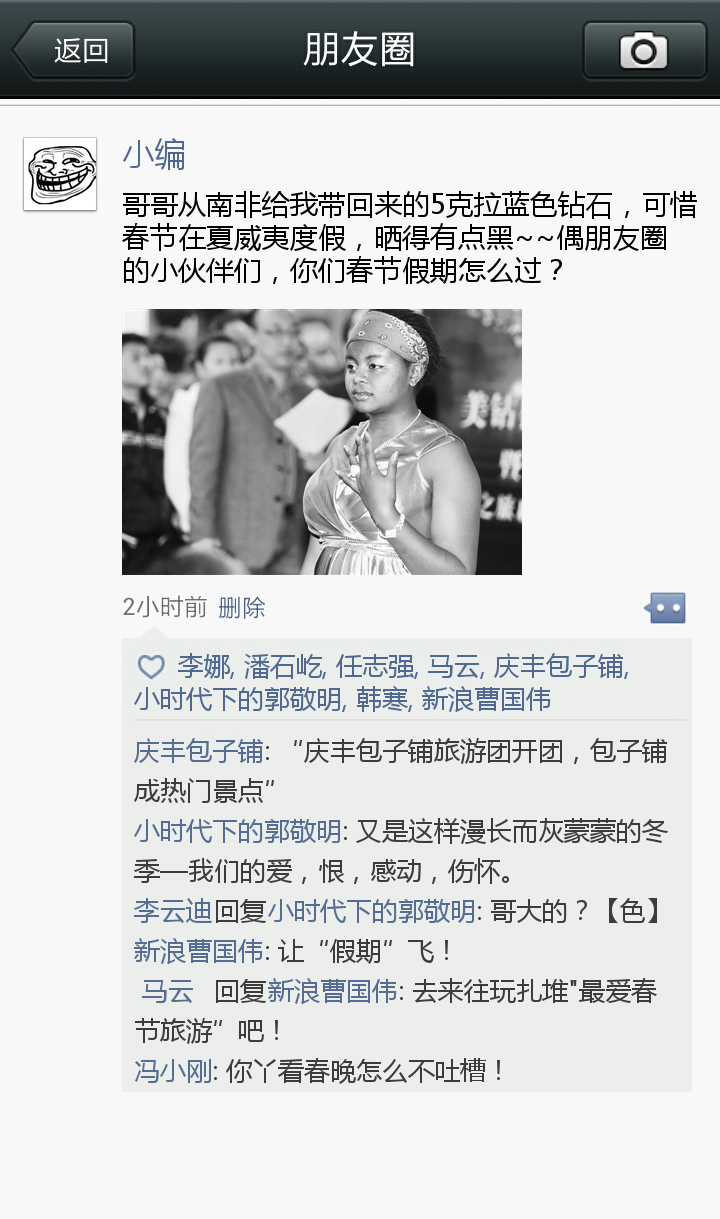 返回
朋友圈
小编
哥哥从南非给我带回来的5克拉蓝色钻石，可惜
春节在夏威夷度假，晒得有点黑~~偶朋友圈
的小伙伴们，你们春节假期怎么过？
美钻
之旅
2小时前 删除
李娜, 潘石屹, 任志强, 马云, 庆丰包子铺,
小时代下的郭敬明, 韩寒, 新浪曹国伟
庆丰包子铺: “庆丰包子铺旅游团开团，包子铺
成热门景点”
小时代下的郭敬明: 又是这样漫长而灰蒙蒙的冬
季—我们的爱，恨，感动，伤怀。
李云迪回复小时代下的郭敬明: 哥大的？【色】
新浪曹国伟: 让“假期”飞！
马云 回复新浪曹国伟: 去来往玩扎堆"最爱春
节旅游”吧！
冯小刚: 你丫看春晚怎么不吐槽！